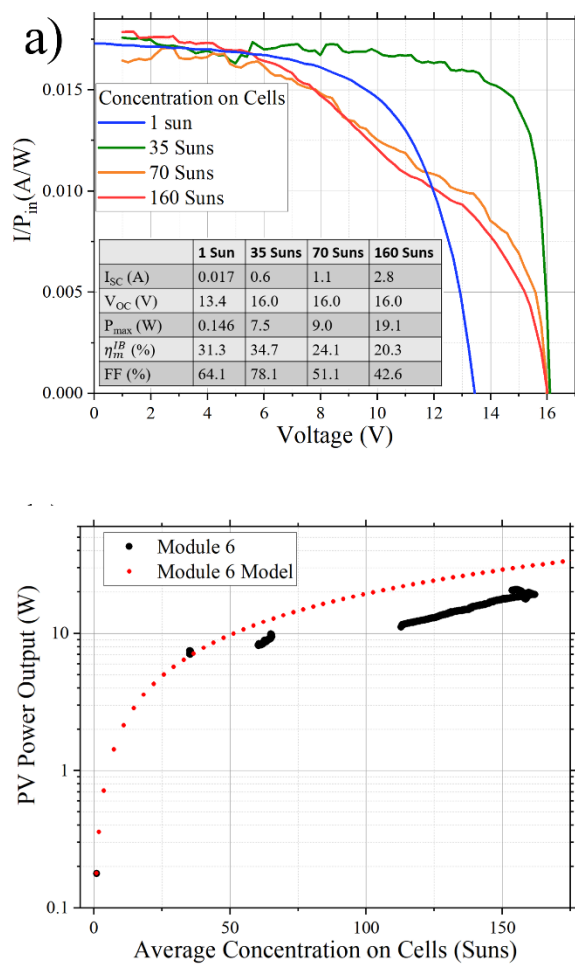 a)
0.015
0.010
0.005
0.000
I/P_in(A/W)
Concentration on Cells
1 sun
35 Suns
70 Suns
160 Suns
1 Sun 35 Suns 70 Suns 160 Suns
I_SC (A) 0.017 0.6 1.1 2.8
V_OC (V) 13.4 16.0 16.0 16.0
P_max (W) 0.146 7.5 9.0 19.1
η_m^IB (%) 31.3 34.7 24.1 20.3
FF (%) 64.1 78.1 51.1 42.6
0 2 4 6 8 10 12 14 16
Voltage (V)
Module 6
Module 6 Model
10
1
0.1
PV Power Output (W)
0 50 100 150
Average Concentration on Cells (Suns)